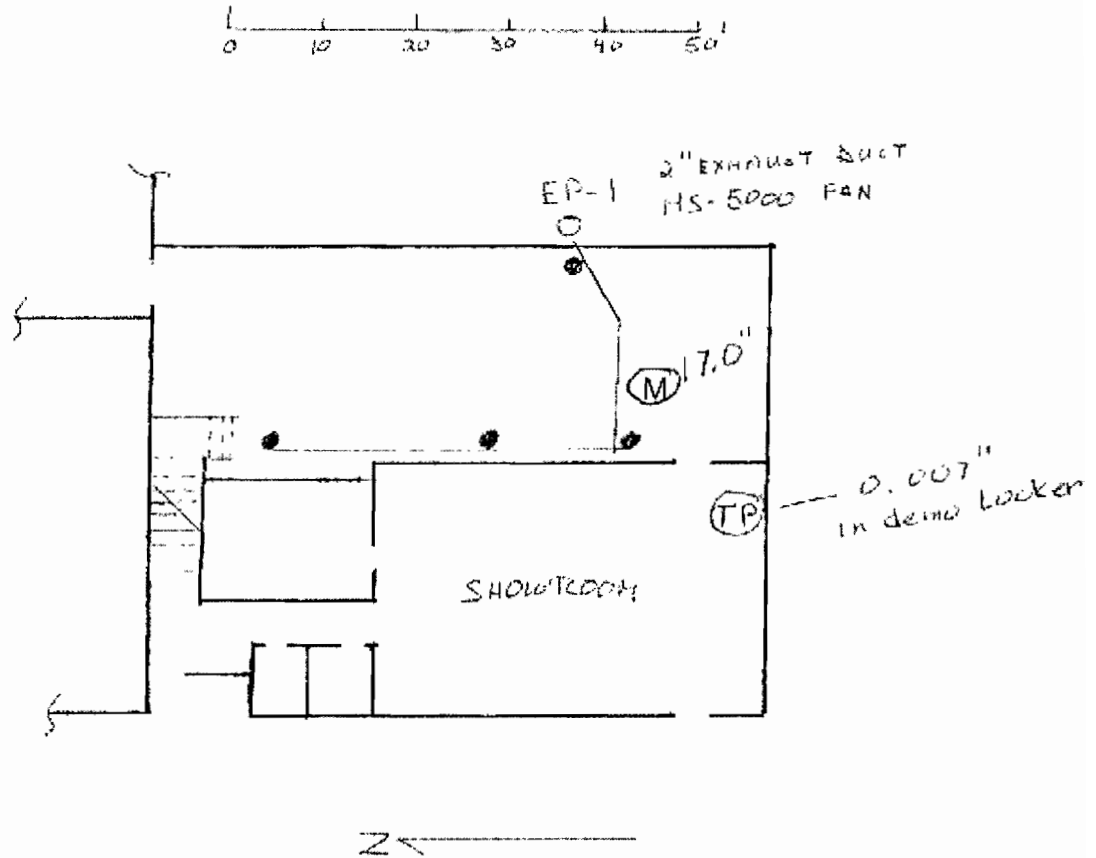 0 10 20 30 40 50'
EP-1
2" EXHAUST DUCT
HS-5000 FAN
M
17.0"
TP
0.007"
in demo Locker
SHOWROOM
N